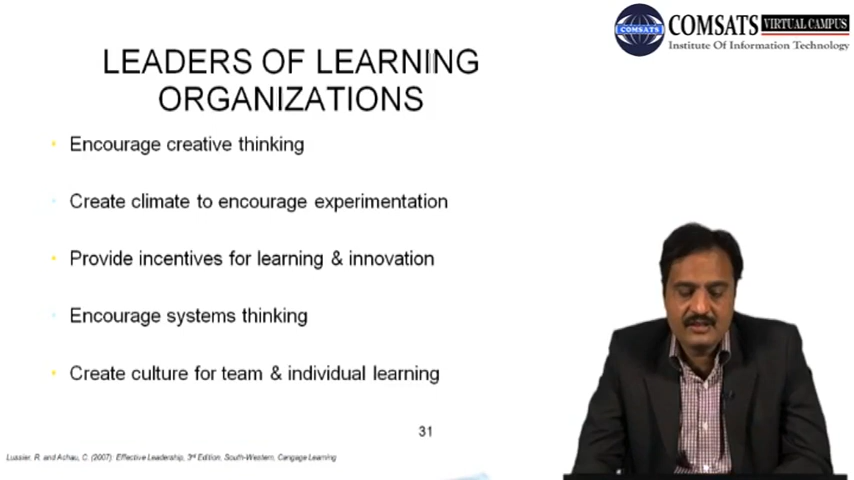 COMSATS VIRTUAL CAMPUS
Institute Of Information Technology
COMSATS
LEADERS OF LEARNING
ORGANIZATIONS
Encourage creative thinking
Create climate to encourage experimentation
Provide incentives for learning & innovation
Encourage systems thinking
Create culture for team & individual learning
31
Lussier, R. and Achau, C. (2007) Effective Leadership, 3rd Edition, South-Western, Cengage Learning